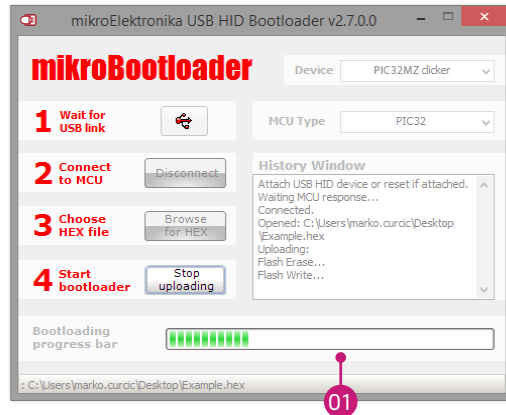 mikroElektronika USB HID Bootloader v2.7.0.0
mikroBootloader
Device
PIC32MZ clicker
1 Wait for
USB link
MCU Type
PIC32
2 Connect
to MCU
Disconnect
History Window
Attach USB HID device or reset if attached.
Waiting MCU response...
Connected.
Opened: C:\Users\marko.curcic\Desktop
\Example.hex
Uploading:
Flash Erase...
Flash Write...
3 Choose
HEX file
Browse
for HEX
4 Start
bootloader
Stop
uploading
Bootloading
progress bar
: C:\Users\marko.curcic\Desktop\Example.hex
01